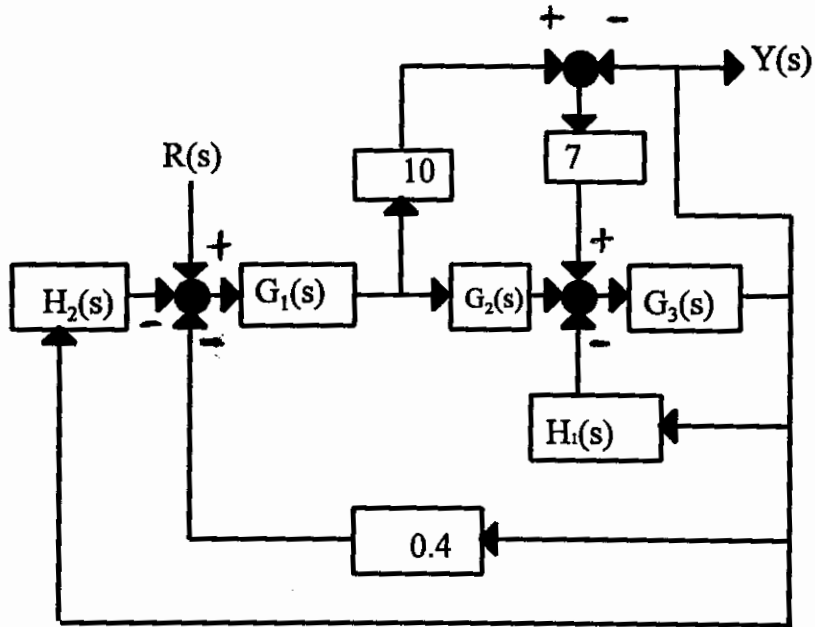 + -
Y(s)
R(s)
10
7
+
+
H₂(s)
G₁(s)
G₂(s)
G₃(s)
-
-
-
H₁(s)
0.4